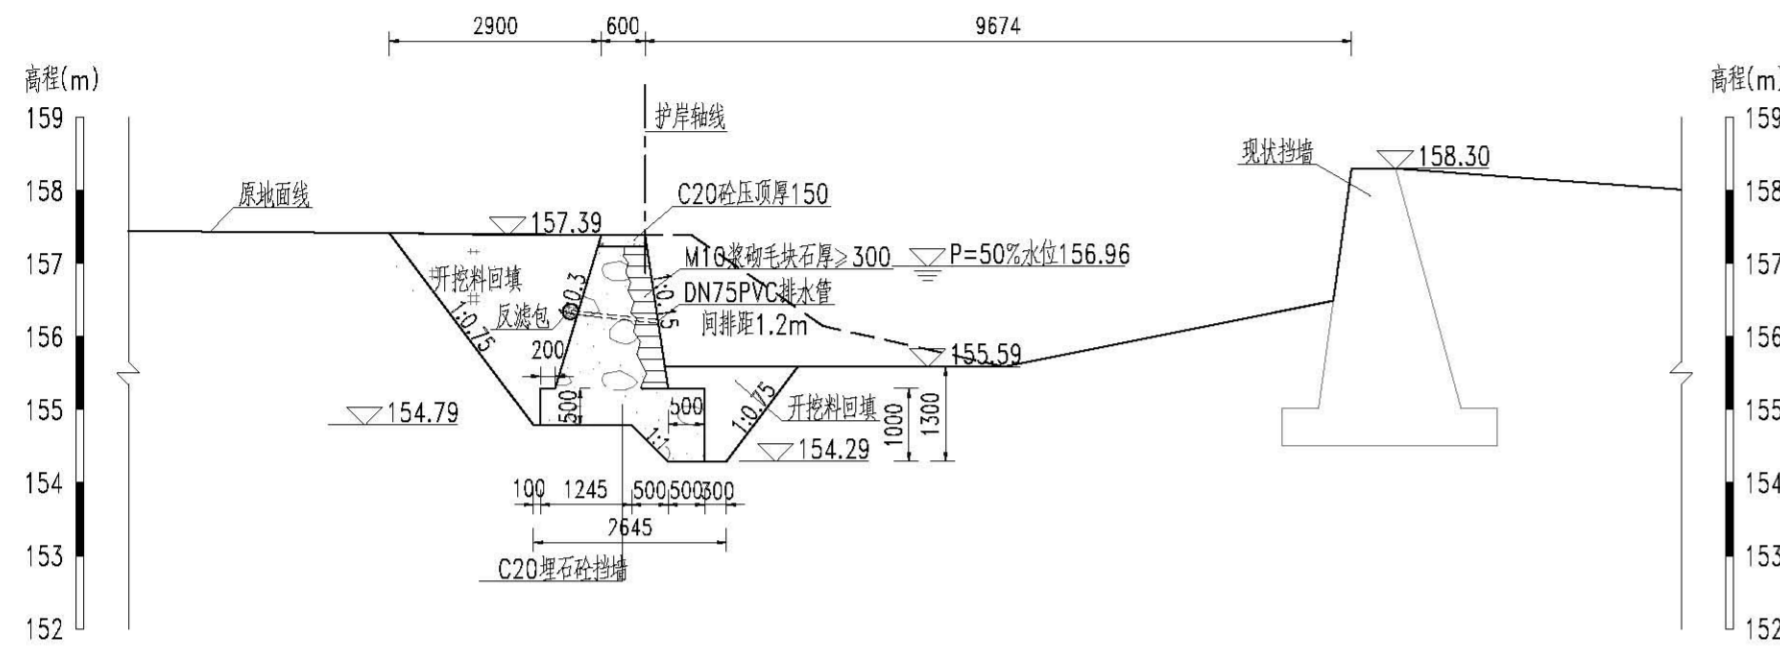 2900
600
9674
高程(m)
高程(m)
159
158
157
156
155
154
153
152
护岸轴线
现状挡墙
158.30
原地面线
C20砼压顶厚150
157.39
M10浆砌毛块石厚≥300
P=50%水位156.96
开挖料回填
1:0.3
1:0.15
DN75PVC排水管
间排距1.2m
反滤包
1:0.75
200
155.59
500
500
1:0.75
开挖料回填
1000
1300
154.79
1:1
154.29
100
1245
500
500
300
2645
C20埋石砼挡墙
159
158
157
156
155
154
153
152